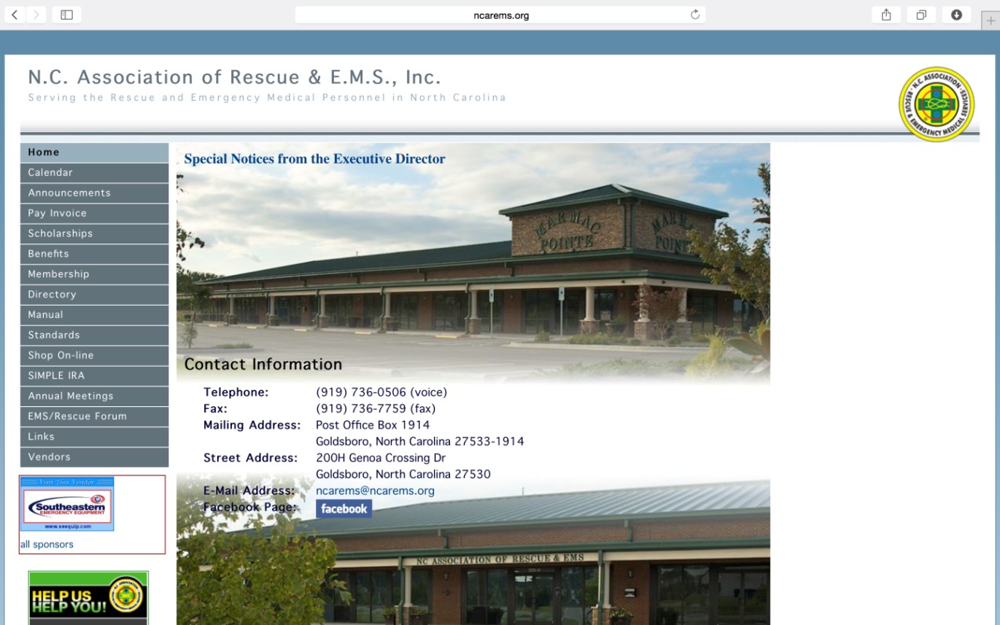 ncarems.org
N.C. Association of Rescue & E.M.S., Inc.
Serving the Rescue and Emergency Medical Personnel in North Carolina
N.C. ASSOCIATION
RESCUE & EMERGENCY MEDICAL SERVICES
Home
Calendar
Announcements
Pay Invoice
Scholarships
Benefits
Membership
Directory
Manual
Standards
Shop On-line
SIMPLE IRA
Annual Meetings
EMS/Rescue Forum
Links
Vendors
Visit This Vendor
Southeastern
EMERGENCY EQUIPMENT
www.seequip.com
all sponsors
HELP US
HELP YOU!
Special Notices from the Executive Director
MAR MAC
POINTE
MAR MAC
POINTE
Contact Information
Telephone: (919) 736-0506 (voice)
Fax: (919) 736-7759 (fax)
Mailing Address: Post Office Box 1914
Goldsboro, North Carolina 27533-1914
Street Address: 200H Genoa Crossing Dr
Goldsboro, North Carolina 27530
E-Mail Address: ncarems@ncarems.org
Facebook Page: facebook
NC ASSOCIATION OF RESCUE & EMS